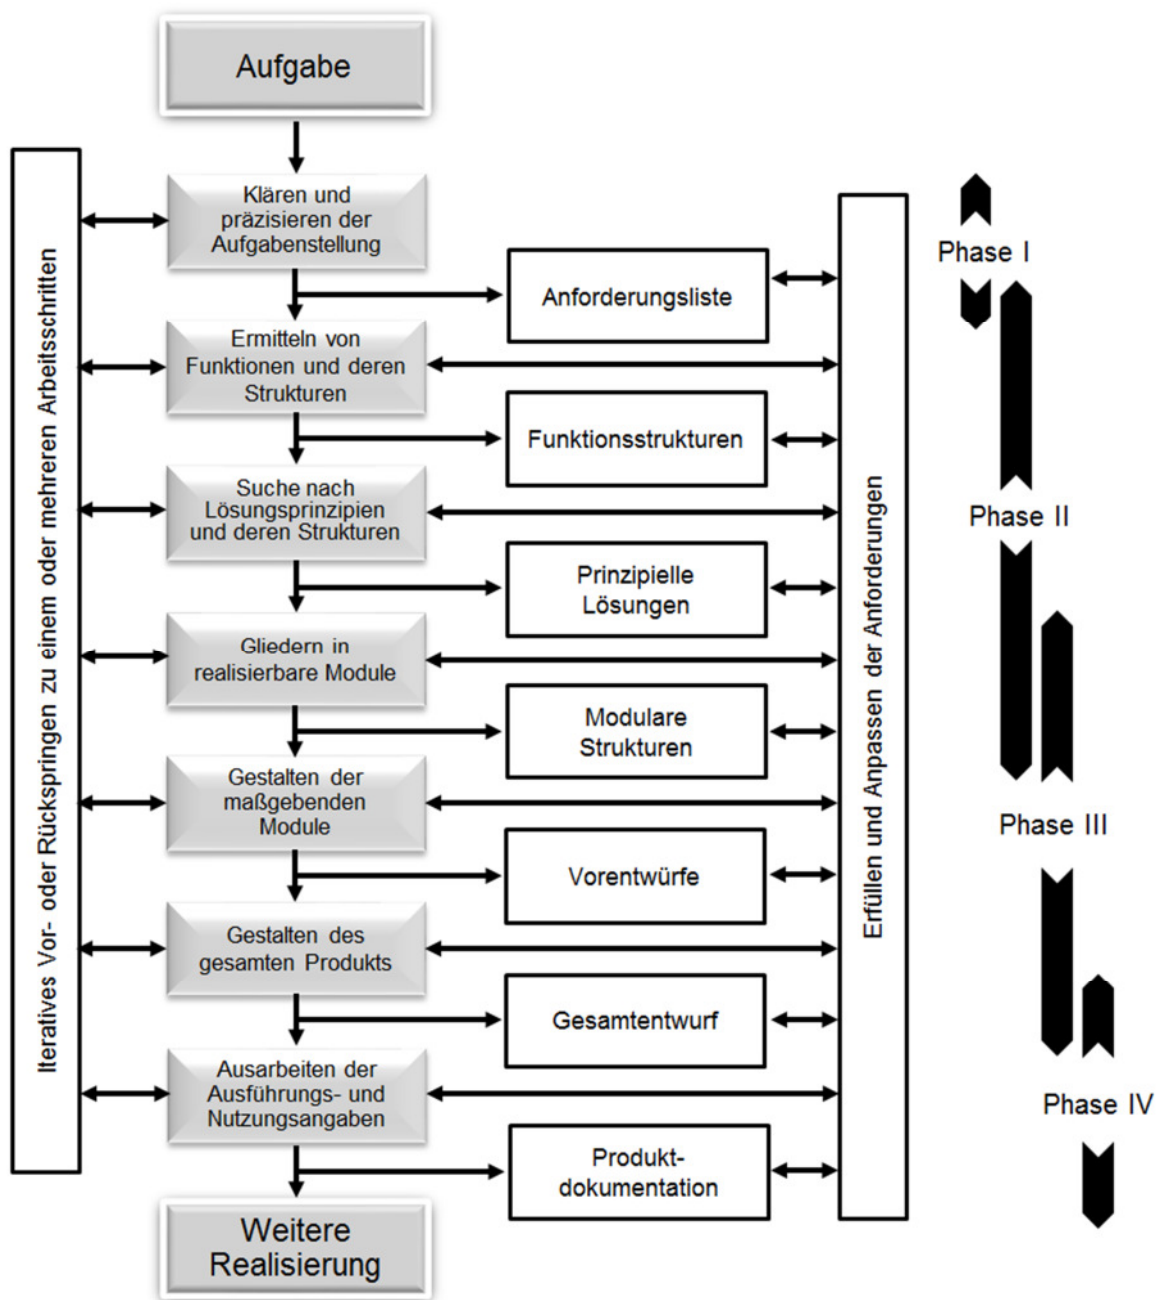 Aufgabe
Iteratives Vor- oder Rückspringen zu einem oder mehreren Arbeitsschritten
Klären und
präzisieren der
Aufgabenstellung
Anforderungsliste
Ermitteln von
Funktionen und deren
Strukturen
Funktionsstrukturen
Suche nach
Lösungsprinzipien
und deren Strukturen
Prinzipielle
Lösungen
Gliedern in
realisierbare Module
Modulare
Strukturen
Gestalten der
maßgebenden
Module
Vorentwürfe
Gestalten des
gesamten Produkts
Gesamtentwurf
Ausarbeiten der
Ausführungs- und
Nutzungsangaben
Produkt-
dokumentation
Weitere
Realisierung
Erfüllen und Anpassen der Anforderungen
Phase I
Phase II
Phase III
Phase IV